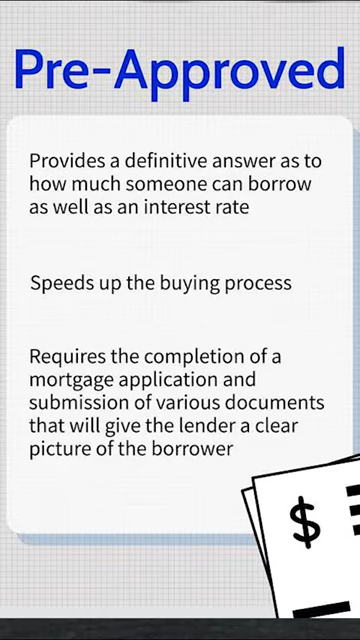 Pre-Approved
Provides a definitive answer as to
how much someone can borrow
as well as an interest rate
Speeds up the buying process
Requires the completion of a
mortgage application and
submission of various documents
that will give the lender a clear
picture of the borrower
$